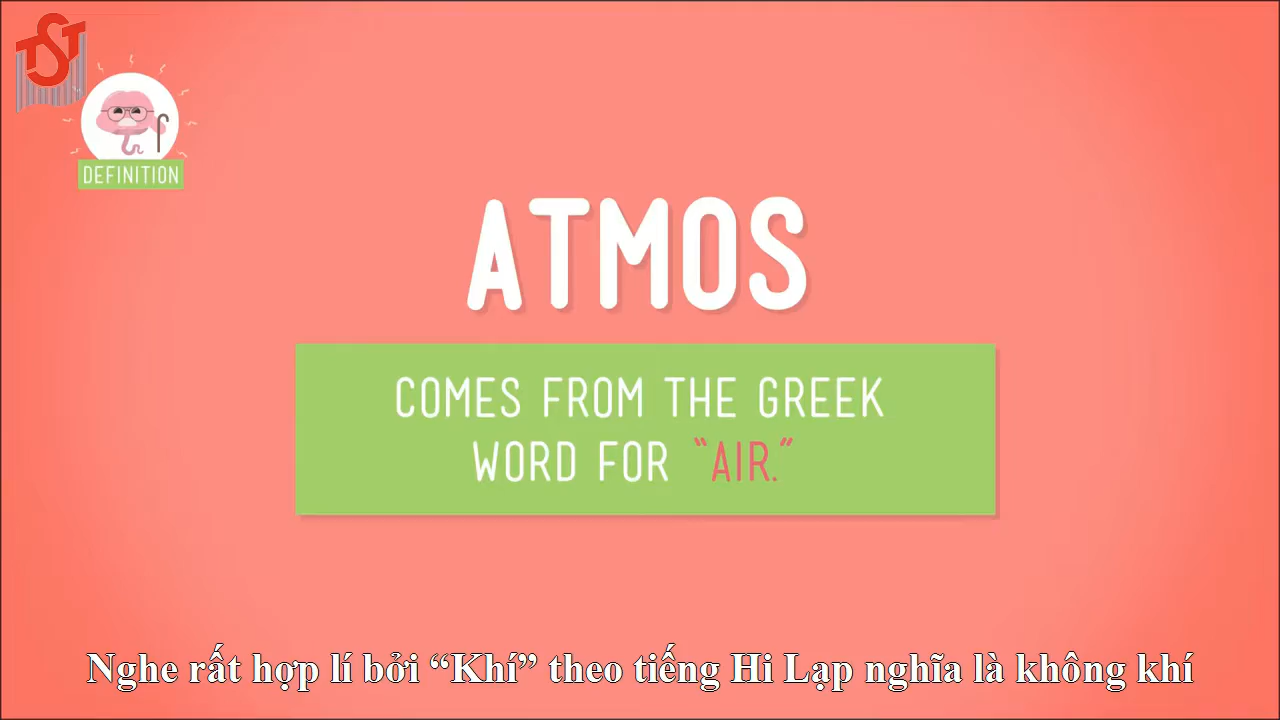 TST
DEFINITION
ATMOS
COMES FROM THE GREEK
WORD FOR "AIR."
Nghe rất hợp lí bởi “Khí” theo tiếng Hi Lạp nghĩa là không khí